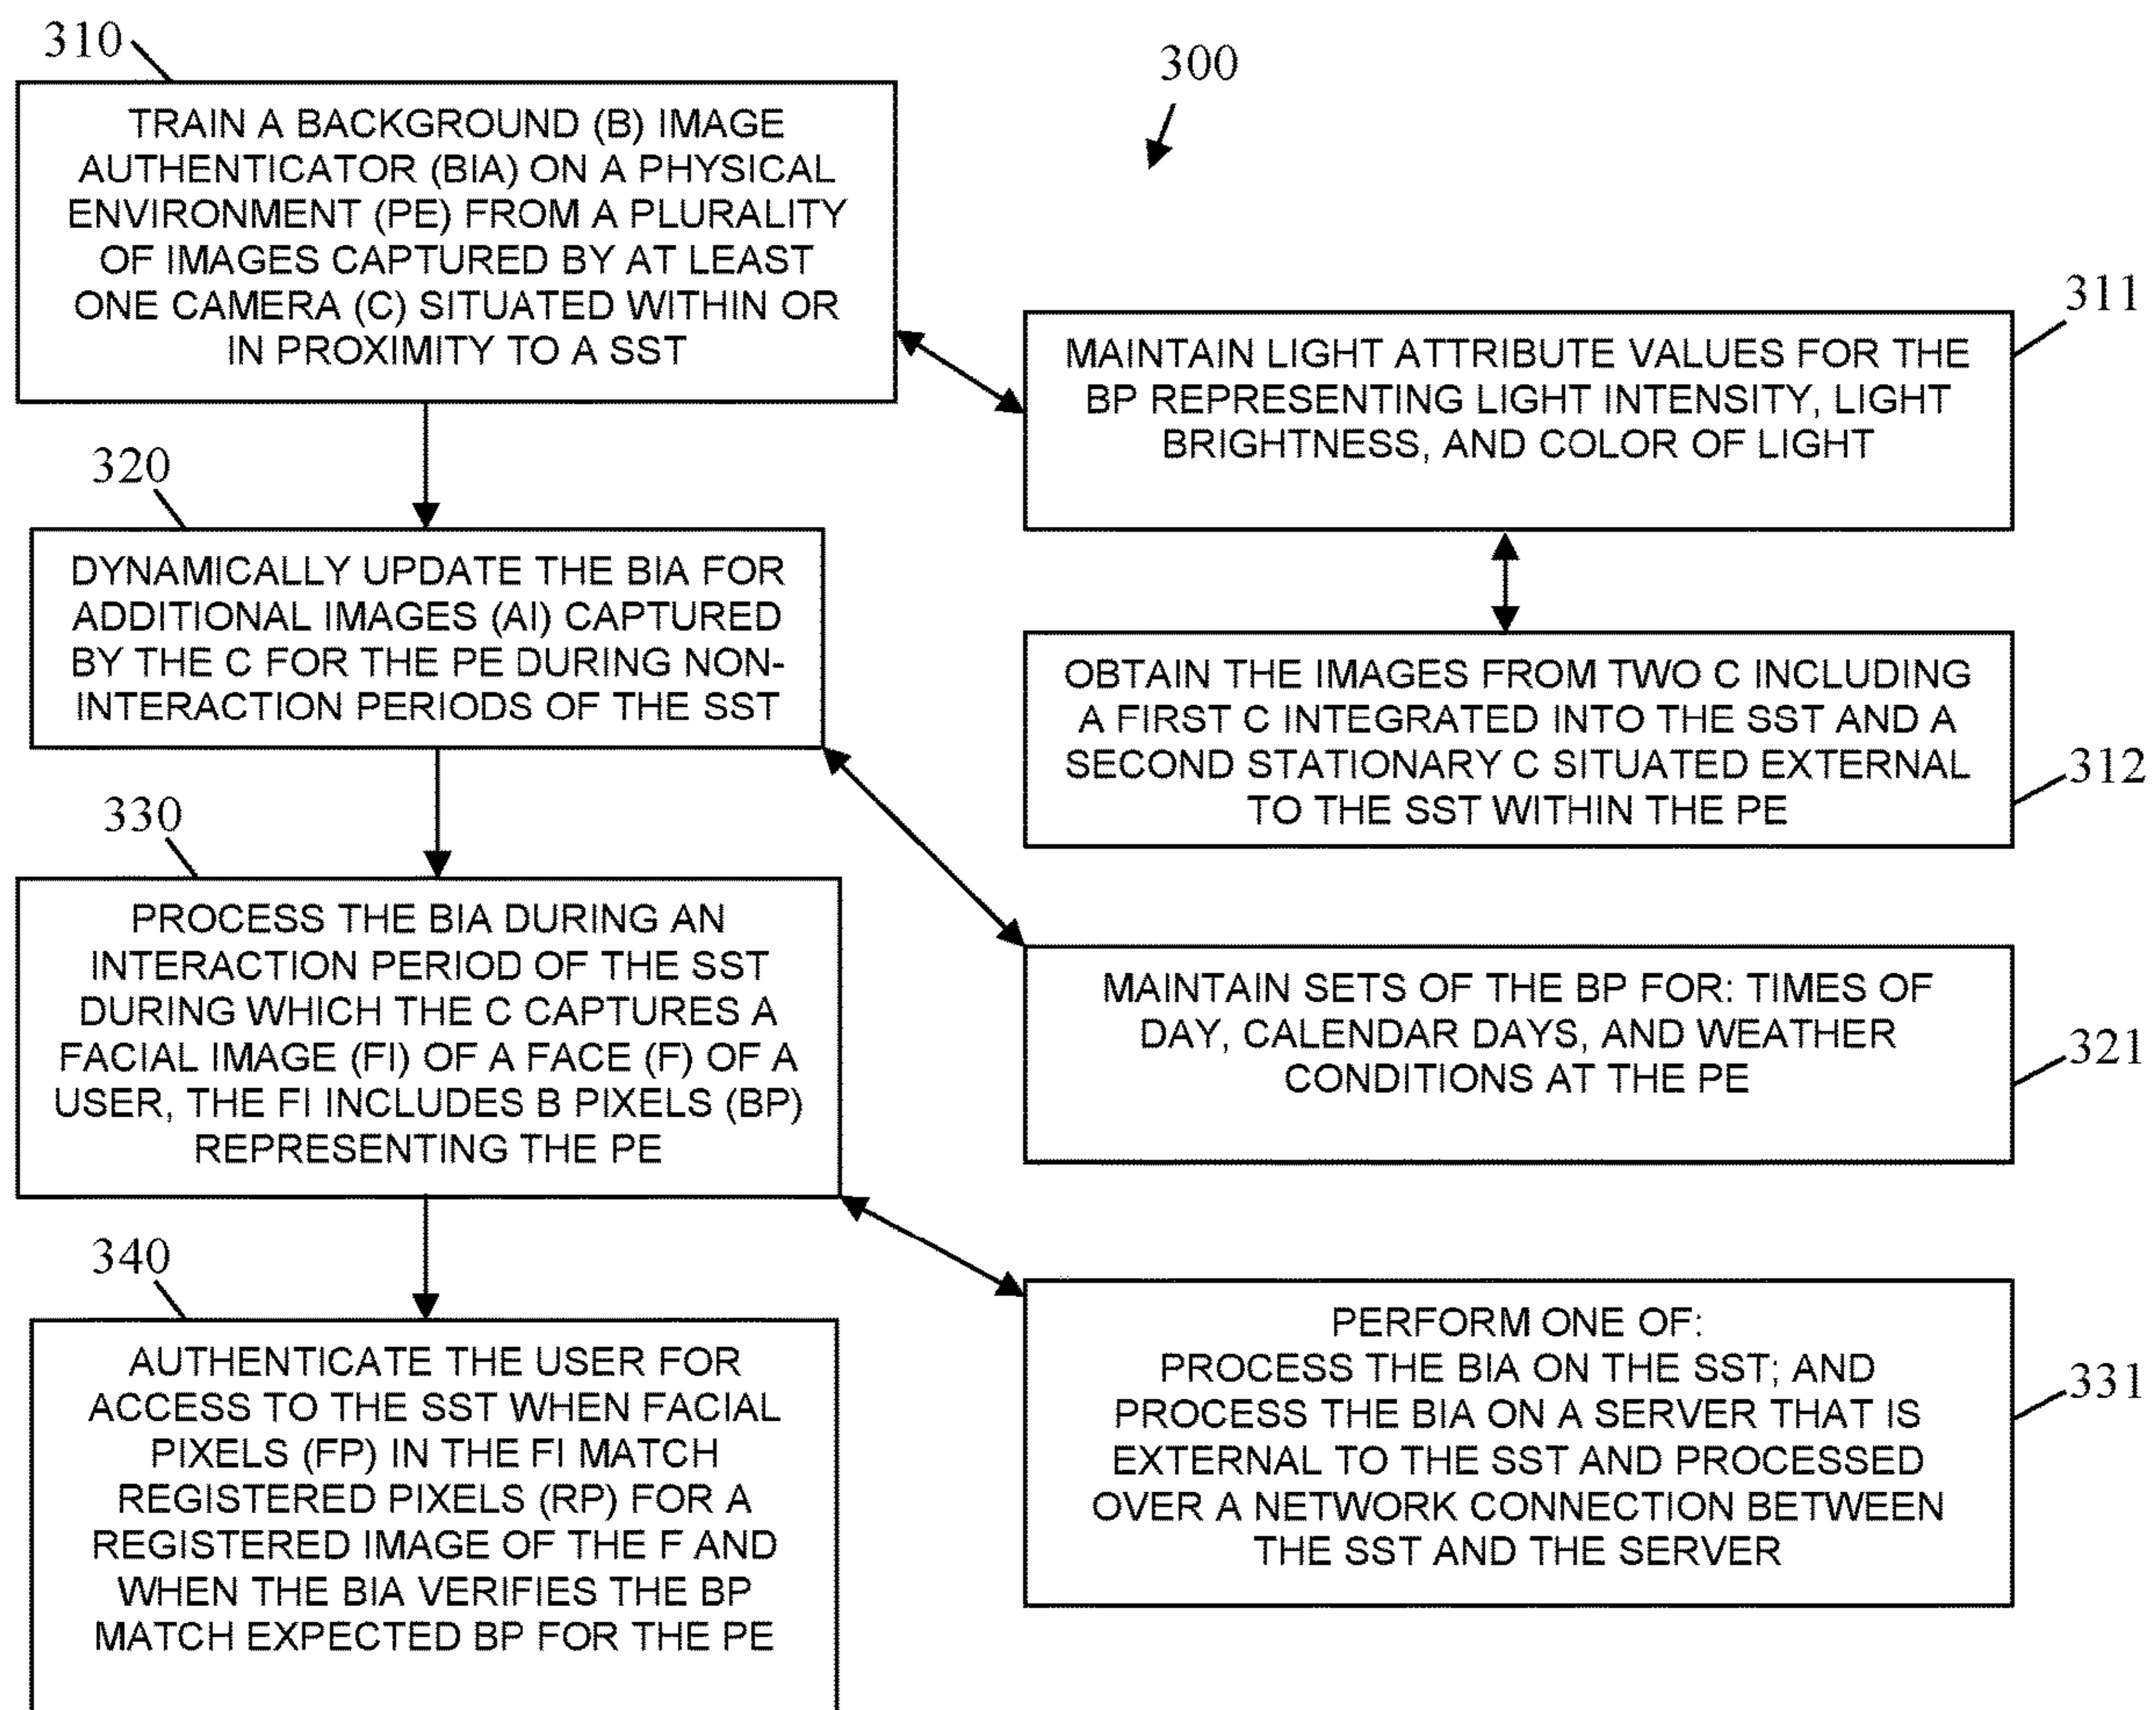 310
300
TRAIN A BACKGROUND (B) IMAGE
AUTHENTICATOR (BIA) ON A PHYSICAL
ENVIRONMENT (PE) FROM A PLURALITY
OF IMAGES CAPTURED BY AT LEAST
ONE CAMERA (C) SITUATED WITHIN OR
IN PROXIMITY TO A SST
311
MAINTAIN LIGHT ATTRIBUTE VALUES FOR THE
BP REPRESENTING LIGHT INTENSITY, LIGHT
BRIGHTNESS, AND COLOR OF LIGHT
320
DYNAMICALLY UPDATE THE BIA FOR
ADDITIONAL IMAGES (AI) CAPTURED
BY THE C FOR THE PE DURING NON-
INTERACTION PERIODS OF THE SST
OBTAIN THE IMAGES FROM TWO C INCLUDING
A FIRST C INTEGRATED INTO THE SST AND A
SECOND STATIONARY C SITUATED EXTERNAL
TO THE SST WITHIN THE PE
312
330
PROCESS THE BIA DURING AN
INTERACTION PERIOD OF THE SST
DURING WHICH THE C CAPTURES A
FACIAL IMAGE (FI) OF A FACE (F) OF A
USER, THE FI INCLUDES B PIXELS (BP)
REPRESENTING THE PE
MAINTAIN SETS OF THE BP FOR: TIMES OF
DAY, CALENDAR DAYS, AND WEATHER
CONDITIONS AT THE PE
321
340
AUTHENTICATE THE USER FOR
ACCESS TO THE SST WHEN FACIAL
PIXELS (FP) IN THE FI MATCH
REGISTERED PIXELS (RP) FOR A
REGISTERED IMAGE OF THE F AND
WHEN THE BIA VERIFIES THE BP
MATCH EXPECTED BP FOR THE PE
PERFORM ONE OF:
PROCESS THE BIA ON THE SST; AND
PROCESS THE BIA ON A SERVER THAT IS
EXTERNAL TO THE SST AND PROCESSED
OVER A NETWORK CONNECTION BETWEEN
THE SST AND THE SERVER
331